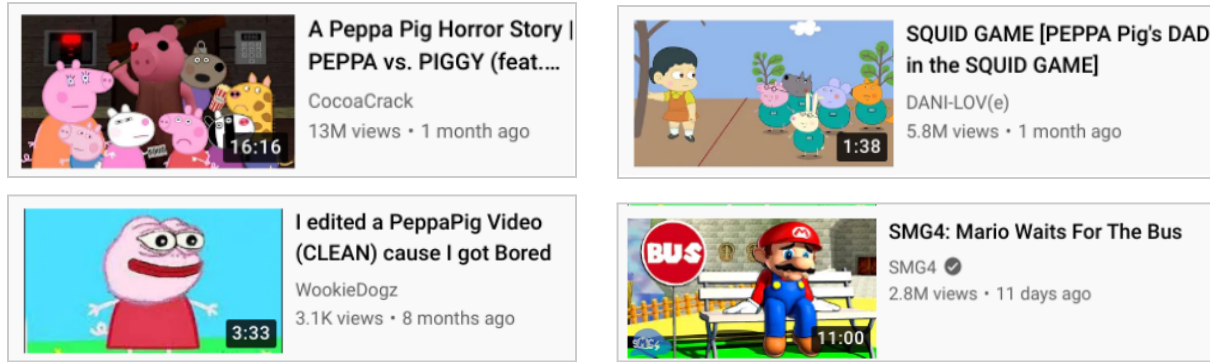 A Peppa Pig Horror Story |
PEPPA vs. PIGGY (feat....
CocoaCrack
13M views • 1 month ago
16:16
SQUID GAME [PEPPA Pig's DAD
in the SQUID GAME]
DANI-LOV(e)
5.8M views • 1 month ago
1:38
I edited a PeppaPig Video
(CLEAN) cause I got Bored
WookieDogz
3.1K views • 8 months ago
3:33
SMG4: Mario Waits For The Bus
SMG4
2.8M views • 11 days ago
BUS
M
SMG4
11:00